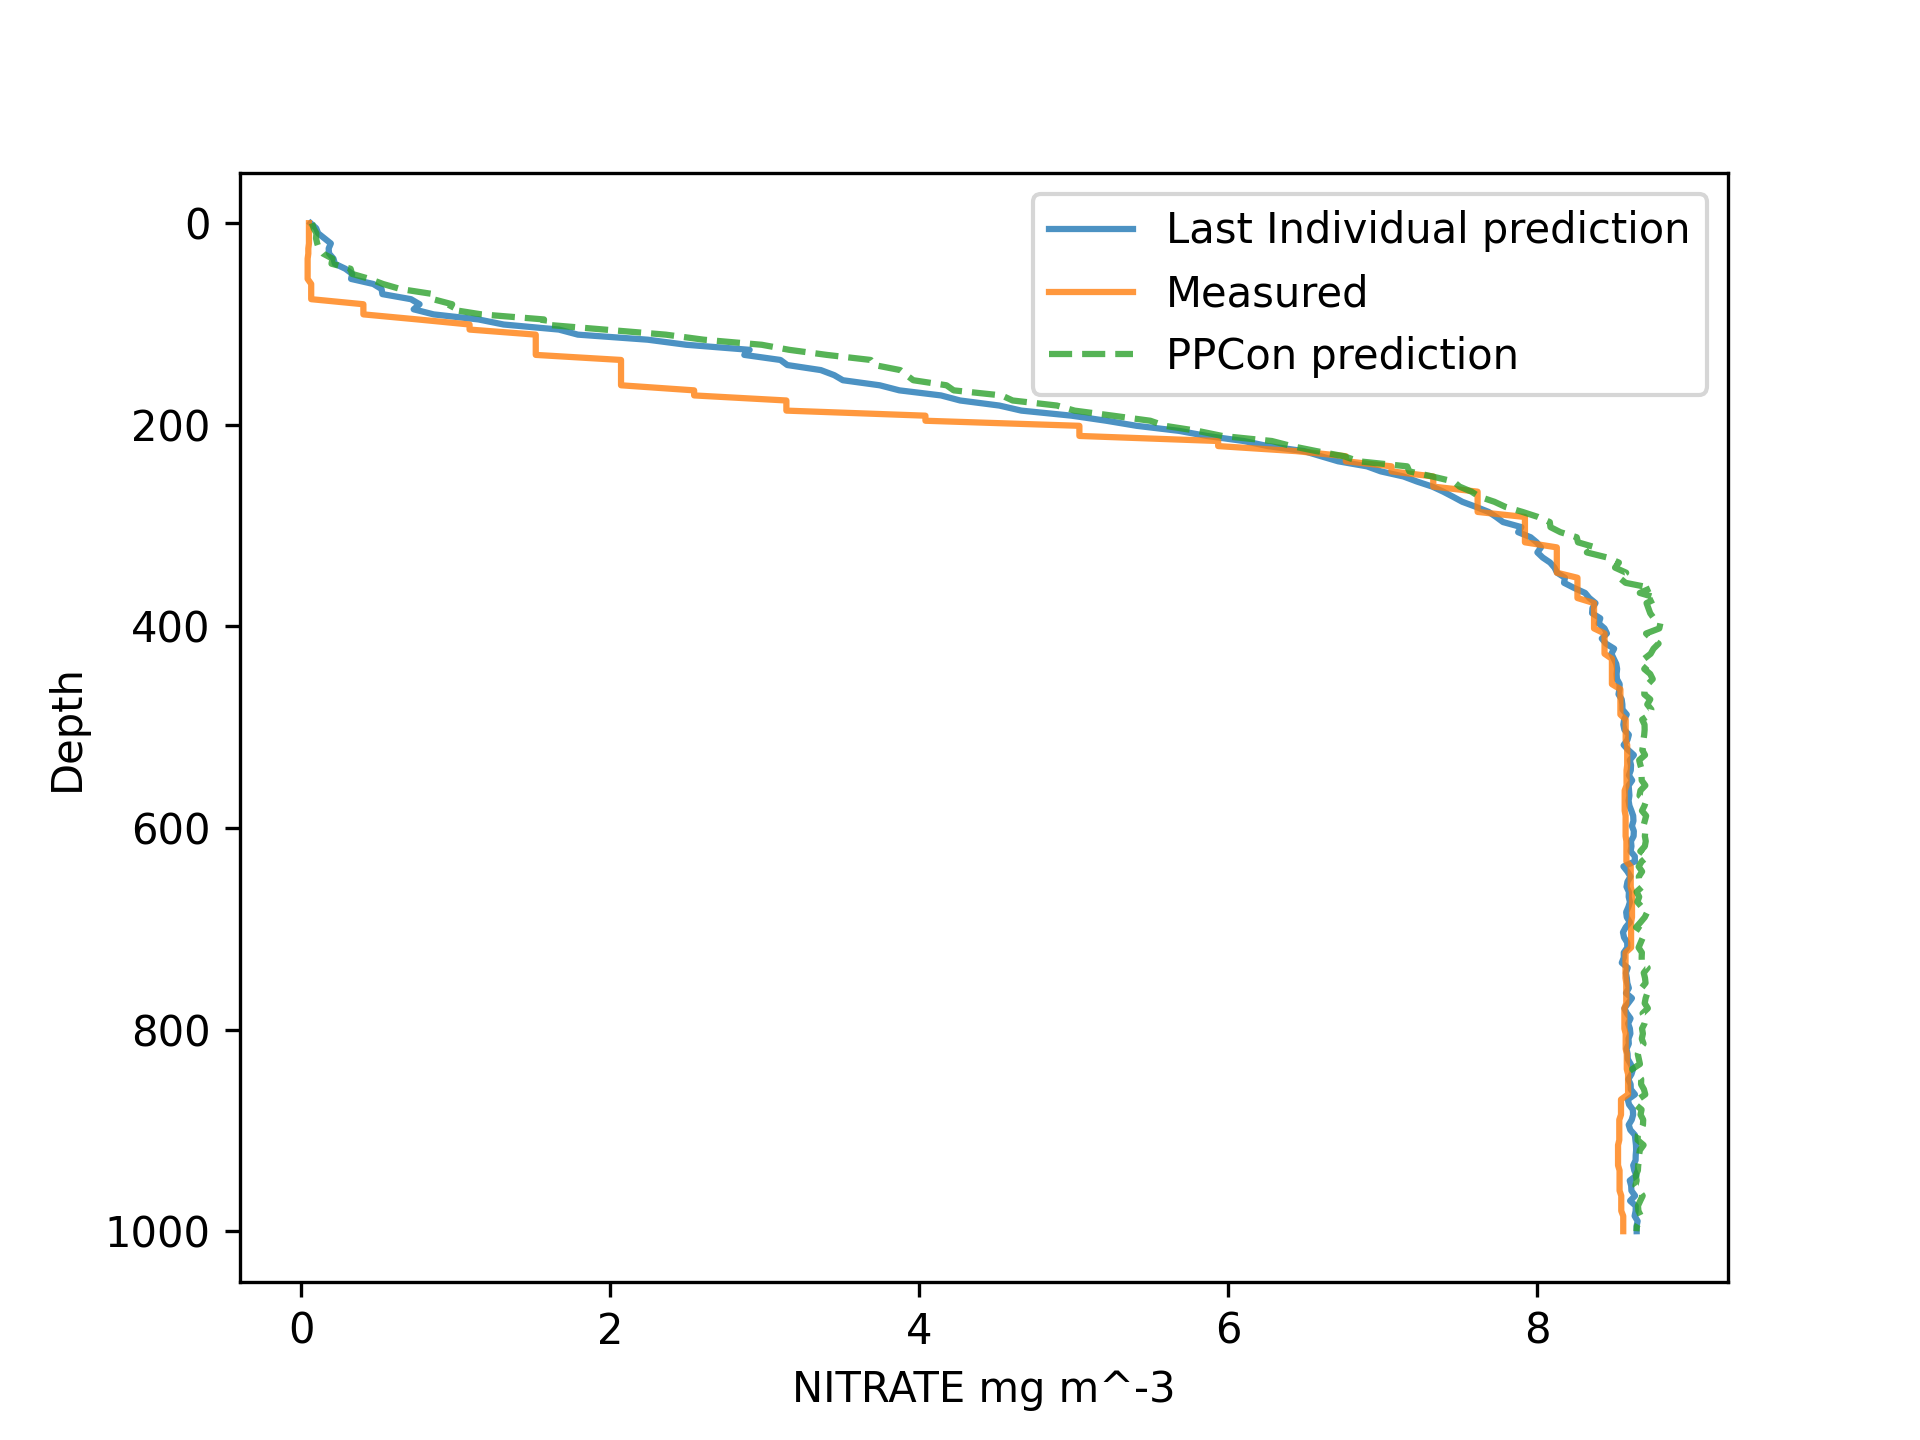 Last Individual prediction
Measured
PPCon prediction
0
200
400
600
800
1000
Depth
0 2 4 6 8
NITRATE mg m^-3